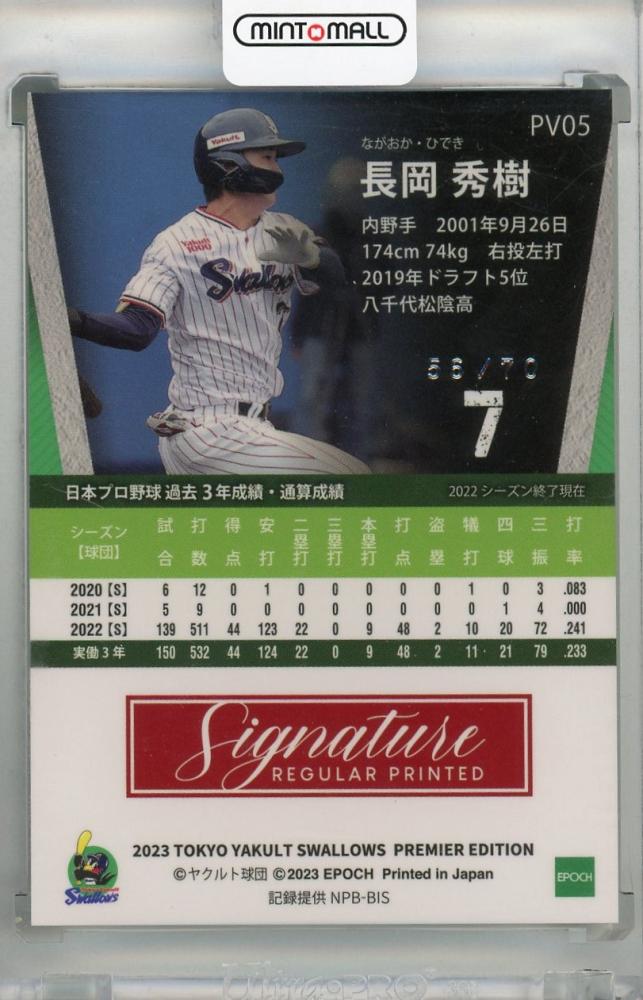 MINT MALL
PV05
ながおか・ひでき
長岡 秀樹
内野手 2001年9月26日
174cm 74kg 右投左打
2019年ドラフト5位
八千代松陰高
Yakult
Yakult 1000
Swallows
56/70
7
日本プロ野球 過去3年成績・通算成績 2022 シーズン終了現在
シーズン【球団】 試合 打数 得点 安打 二塁打 三塁打 本塁打 打点 盗塁 犠打 四球 三振 打率
2020【S】 6 12 0 1 0 0 0 0 0 1 0 3 .083
2021【S】 5 9 0 0 0 0 0 0 0 0 1 4 .000
2022【S】 139 511 44 123 22 0 9 48 2 10 20 72 .241
実働3年 150 532 44 124 22 0 9 48 2 11 21 79 .233
Signature
REGULAR PRINTED
2023 TOKYO YAKULT SWALLOWS PREMIER EDITION
©ヤクルト球団 ©2023 EPOCH Printed in Japan
記録提供 NPB-BIS
Swallows
EPOCH
UltraPRO